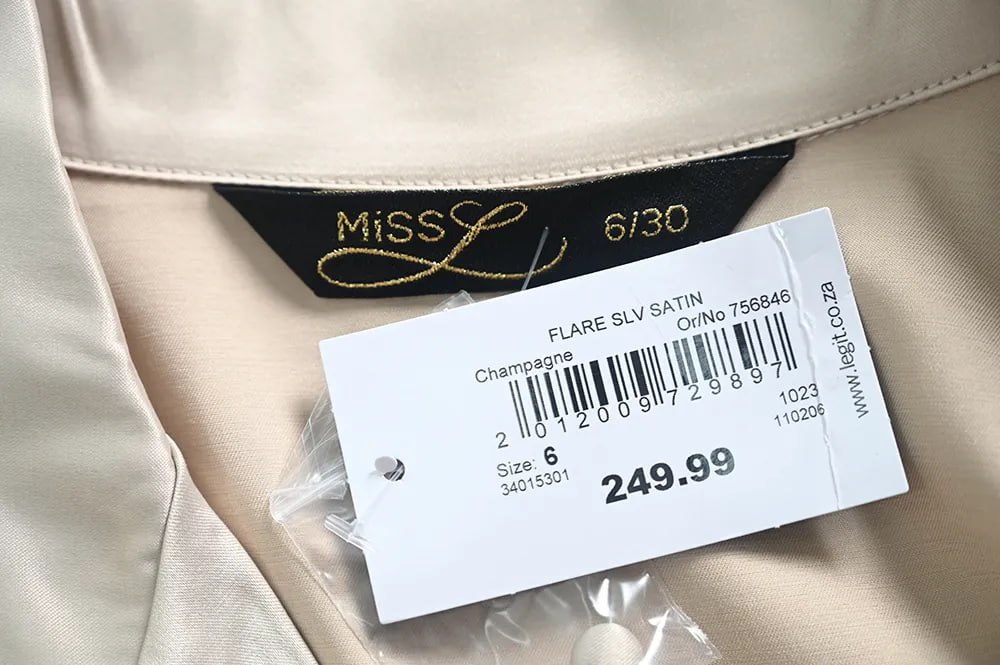 MiSS L 6/30
FLARE SLV SATIN
Or/No 756846
Champagne
2 012009 729897
1023
110206
Size: 6
34015301
249.99
www.legit.co.za